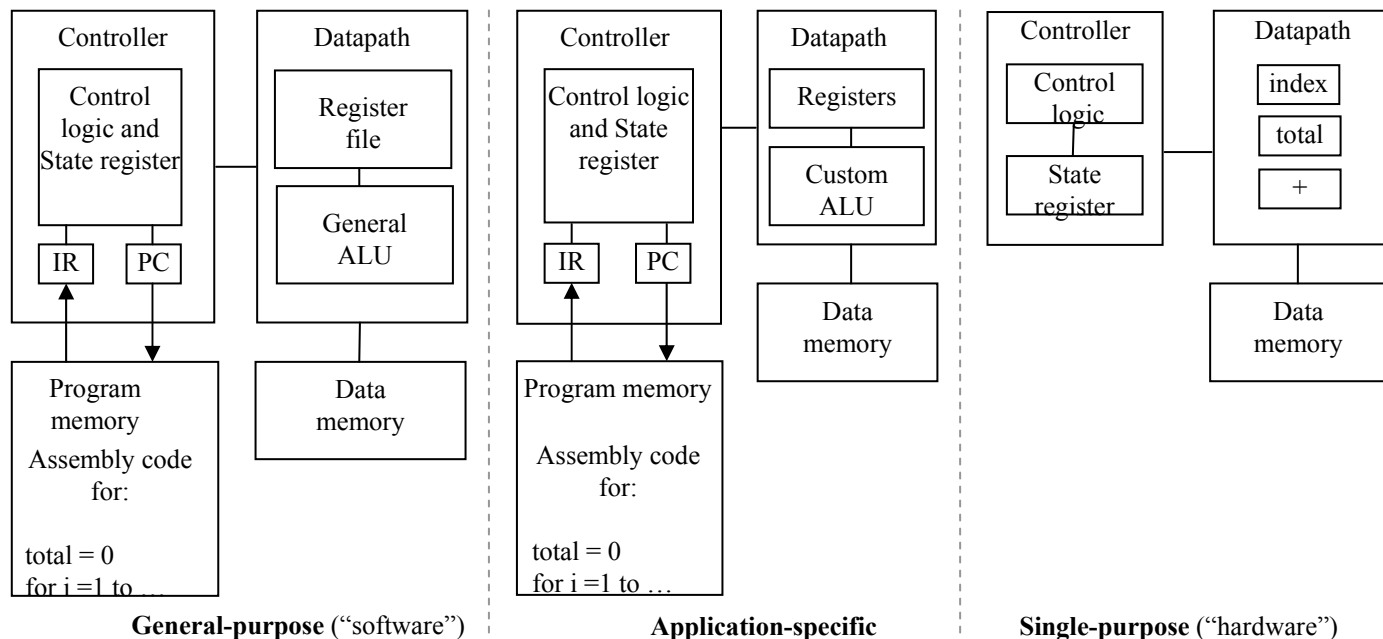 Controller
Datapath
Control
logic and
State register
Register
file
General
ALU
IR
PC
Program
memory
Assembly code
for:
total = 0
for i =1 to …
Data
memory
General-purpose (“software”)
Controller
Datapath
Control logic
and State
register
Registers
Custom
ALU
IR
PC
Data
memory
Program memory
Assembly code
for:
total = 0
for i =1 to …
Application-specific
Controller
Datapath
Control
logic
State
register
index
total
+
Data
memory
Single-purpose (“hardware”)